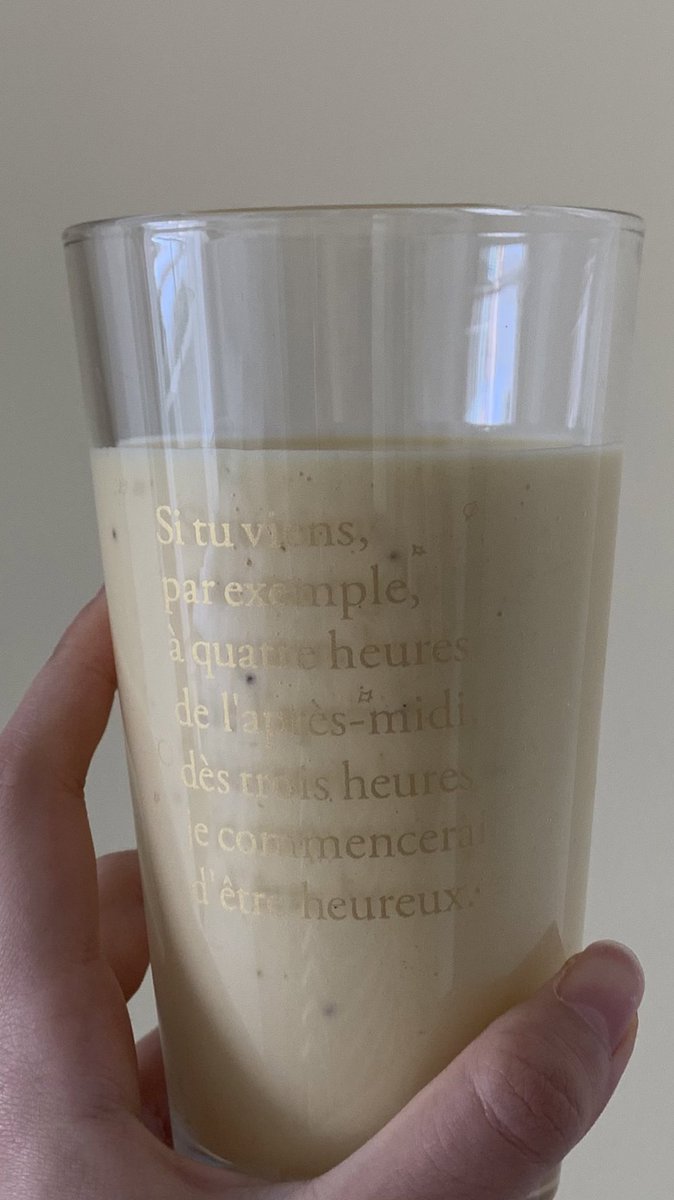 Si tu viens,
par exemple,
à quatre heures
de l'après-midi,
dès trois heures
je commencerai
d'être heureux.